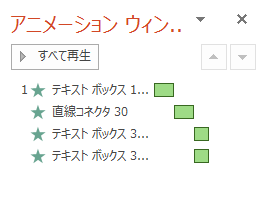 アニメーション ウィン..
すべて再生
1 テキスト ボックス 1...
直線コネクタ 30
テキスト ボックス 3...
テキスト ボックス 3...